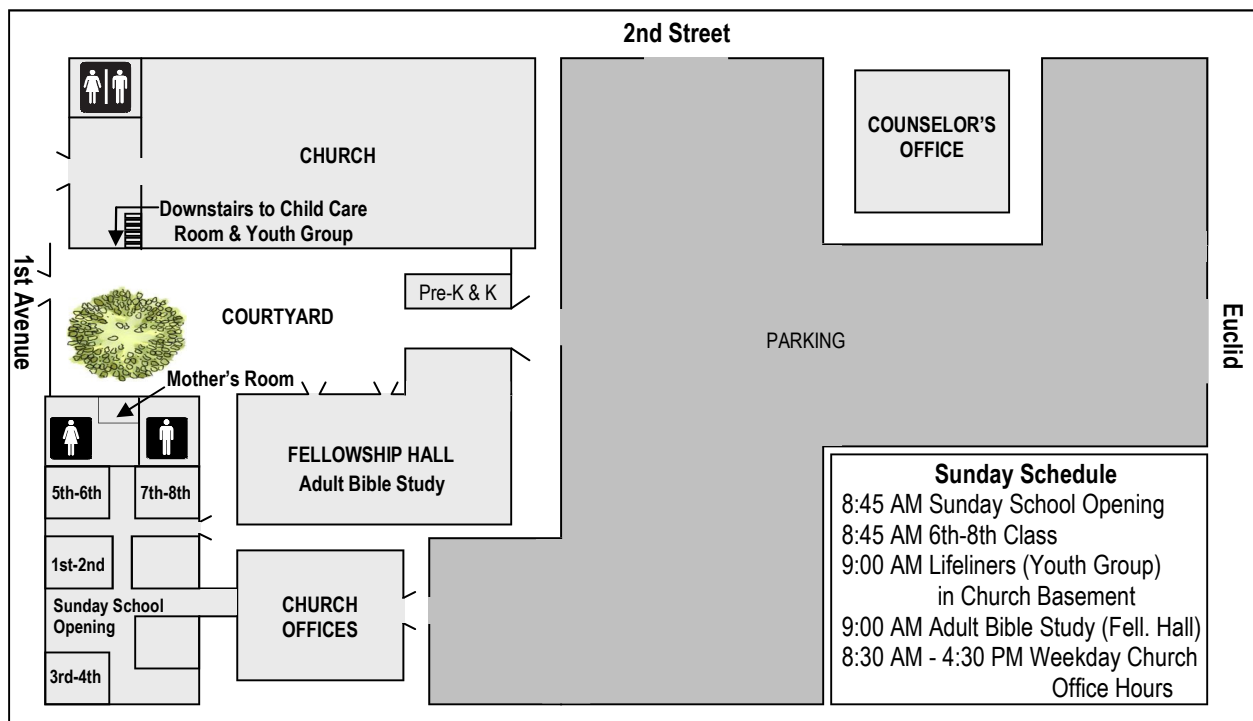 2nd Street
CHURCH
COUNSELOR'S
OFFICE
Downstairs to Child Care
Room & Youth Group
1st Avenue
Pre-K & K
COURTYARD
PARKING
Euclid
Mother's Room
FELLOWSHIP HALL
Adult Bible Study
5th-6th
7th-8th
1st-2nd
Sunday School
Opening
3rd-4th
CHURCH
OFFICES
Sunday Schedule
8:45 AM Sunday School Opening
8:45 AM 6th-8th Class
9:00 AM Lifeliners (Youth Group)
in Church Basement
9:00 AM Adult Bible Study (Fell. Hall)
8:30 AM - 4:30 PM Weekday Church
Office Hours